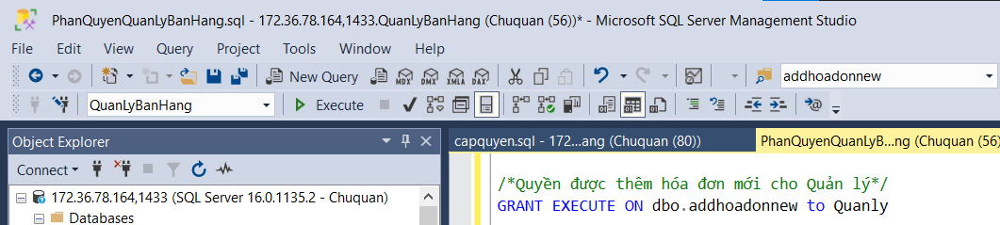 PhanQuyenQuanLyBanHang.sql - 172.36.78.164,1433.QuanLyBanHang (Chuquan (56))* - Microsoft SQL Server Management Studio
File Edit View Query Project Tools Window Help
New Query MDX DMX XMLA DAX addhoadonnew
QuanLyBanHang Execute
Object Explorer
capquyen.sql - 172...ang (Chuquan (80))
PhanQuyenQuanLyB...ng (Chuquan (56)
Connect
172.36.78.164,1433 (SQL Server 16.0.1135.2 - Chuquan)
Databases
/*Quyền được thêm hóa đơn mới cho Quản lý*/
GRANT EXECUTE ON dbo.addhoadonnew to Quanly